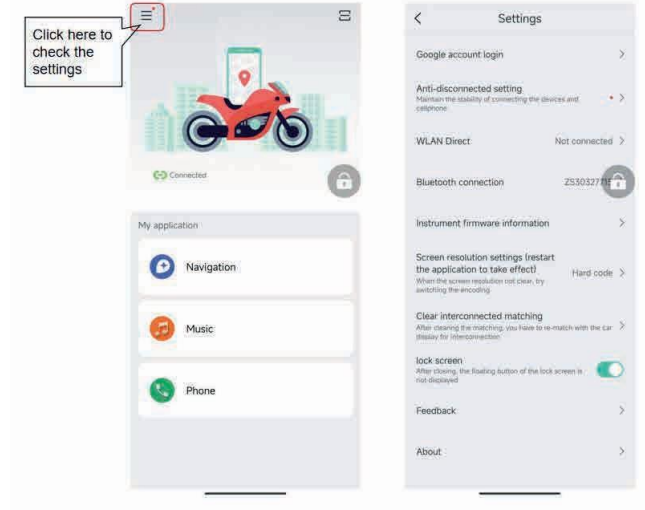 Click here to
check the
settings
Connected
My application
Navigation
Music
Phone
Settings
Google account login
Anti-disconnected setting
Maintain the stability of connecting the devices and
cellphone
WLAN Direct
Not connected
Bluetooth connection
Instrument firmware information
Screen resolution settings (restart
the application to take effect)
Hard code
When the screen resolution not clear, try
switching the encoding
Clear interconnected matching
After clearing the matching, you have to re-match with the car
display for interconnection
lock screen
After closing, the floating button of the lock screen is
not displayed
Feedback
About